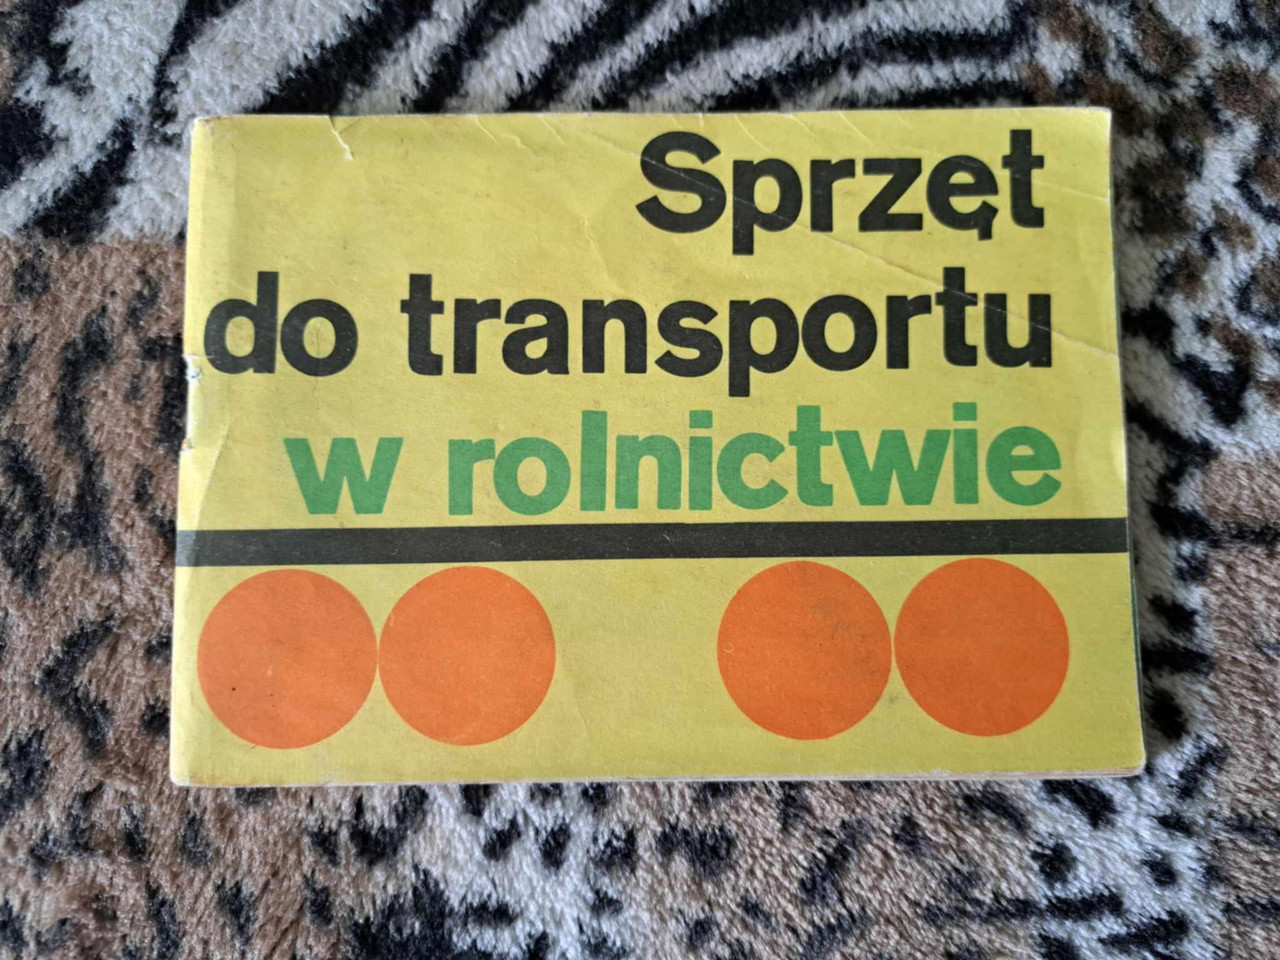 Sprzęt
do transportu
w rolnictwie